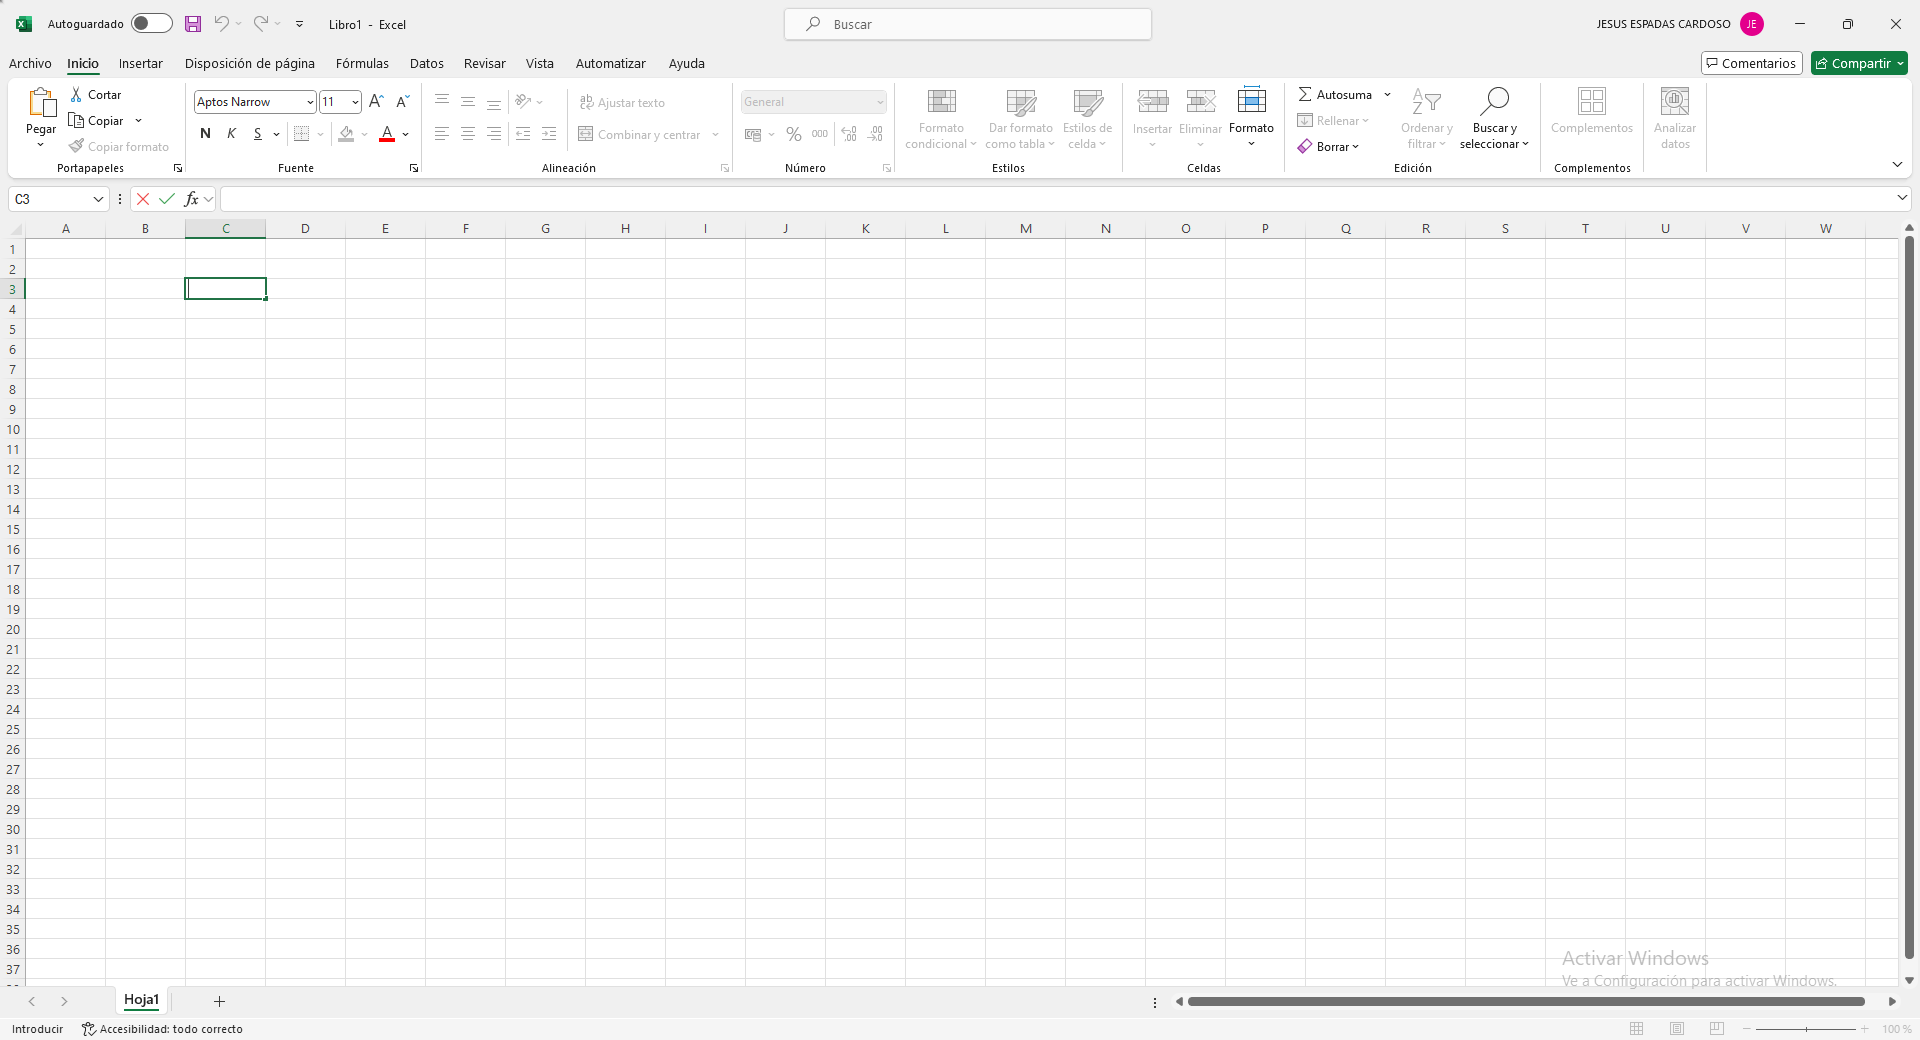 Autoguardado
Libro1 - Excel
Buscar
JESUS ESPADAS CARDOSO
JE
Archivo Inicio Insertar Disposición de página Fórmulas Datos Revisar Vista Automatizar Ayuda
Comentarios
Compartir
Pegar
Cortar
Copiar
Copiar formato
Portapapeles
Aptos Narrow
11
N K S
Fuente
Ajustar texto
Combinar y centrar
Alineación
General
% 000
Número
Formato condicional
Dar formato como tabla
Estilos de celda
Estilos
Insertar
Eliminar
Formato
Celdas
Autosuma
Rellenar
Borrar
Ordenar y filtrar
Buscar y seleccionar
Edición
Complementos
Complementos
Analizar datos
C3
fx
A B C D E F G H I J K L M N O P Q R S T U V W
1
2
3
4
5
6
7
8
9
10
11
12
13
14
15
16
17
18
19
20
21
22
23
24
25
26
27
28
29
30
31
32
33
34
35
36
37
Activar Windows
Ve a Configuración para activar Windows.
Hoja1
Introducir
Accesibilidad: todo correcto
100 %